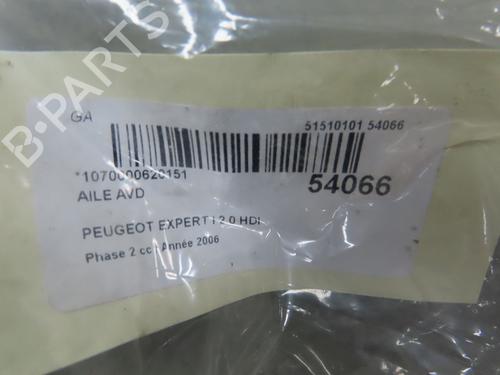 GA
51510101 54066
*1070000620151
54066
AILE AVD
PEUGEOT EXPERT I 2.0 HDI
Phase 2 cc : Année 2006
B-PARTS